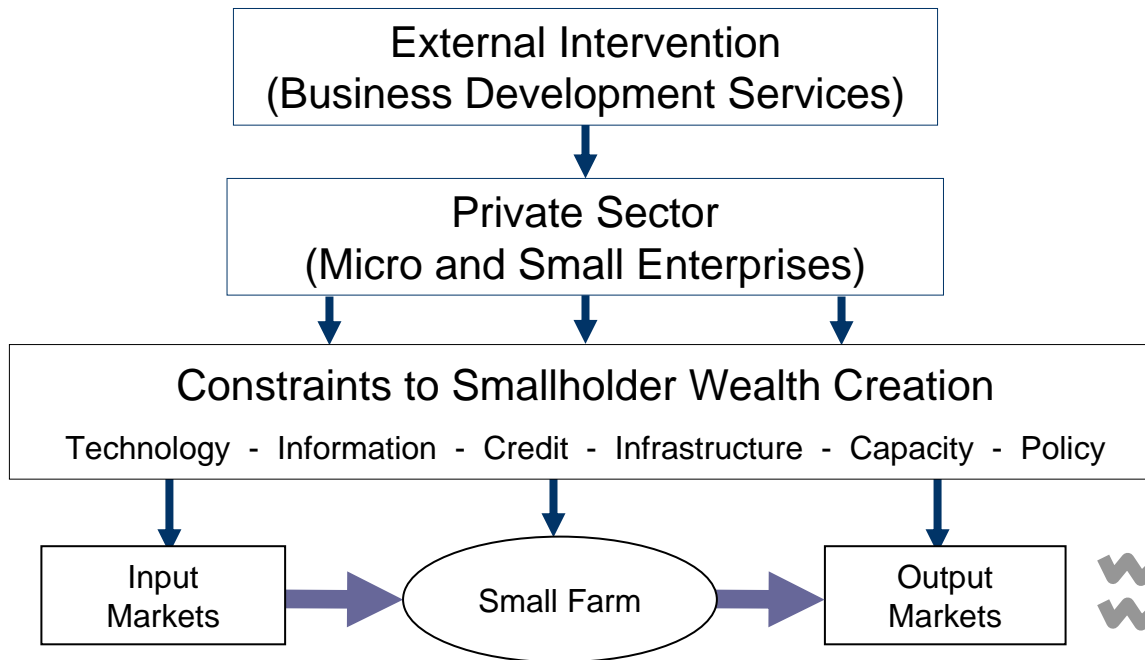 External Intervention
(Business Development Services)
Private Sector
(Micro and Small Enterprises)
Constraints to Smallholder Wealth Creation
Technology - Information - Credit - Infrastructure - Capacity - Policy
Input
Markets
Small Farm
Output
Markets